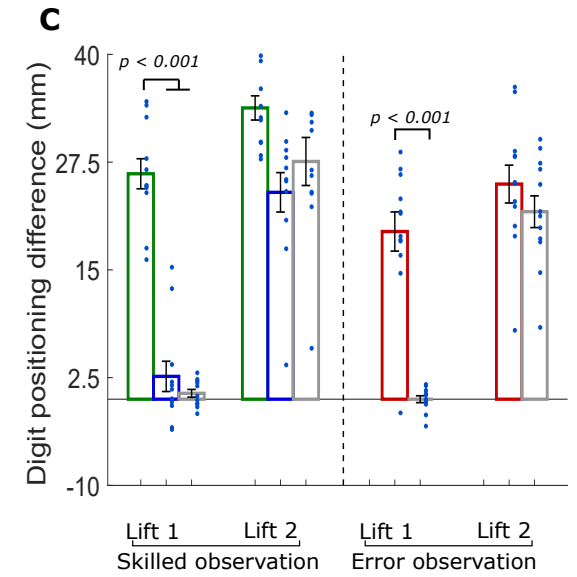 C
Digit positioning difference (mm)
40
27.5
15
2.5
-10
p < 0.001
p < 0.001
Lift 1 Lift 2 Lift 1 Lift 2
Skilled observation Error observation